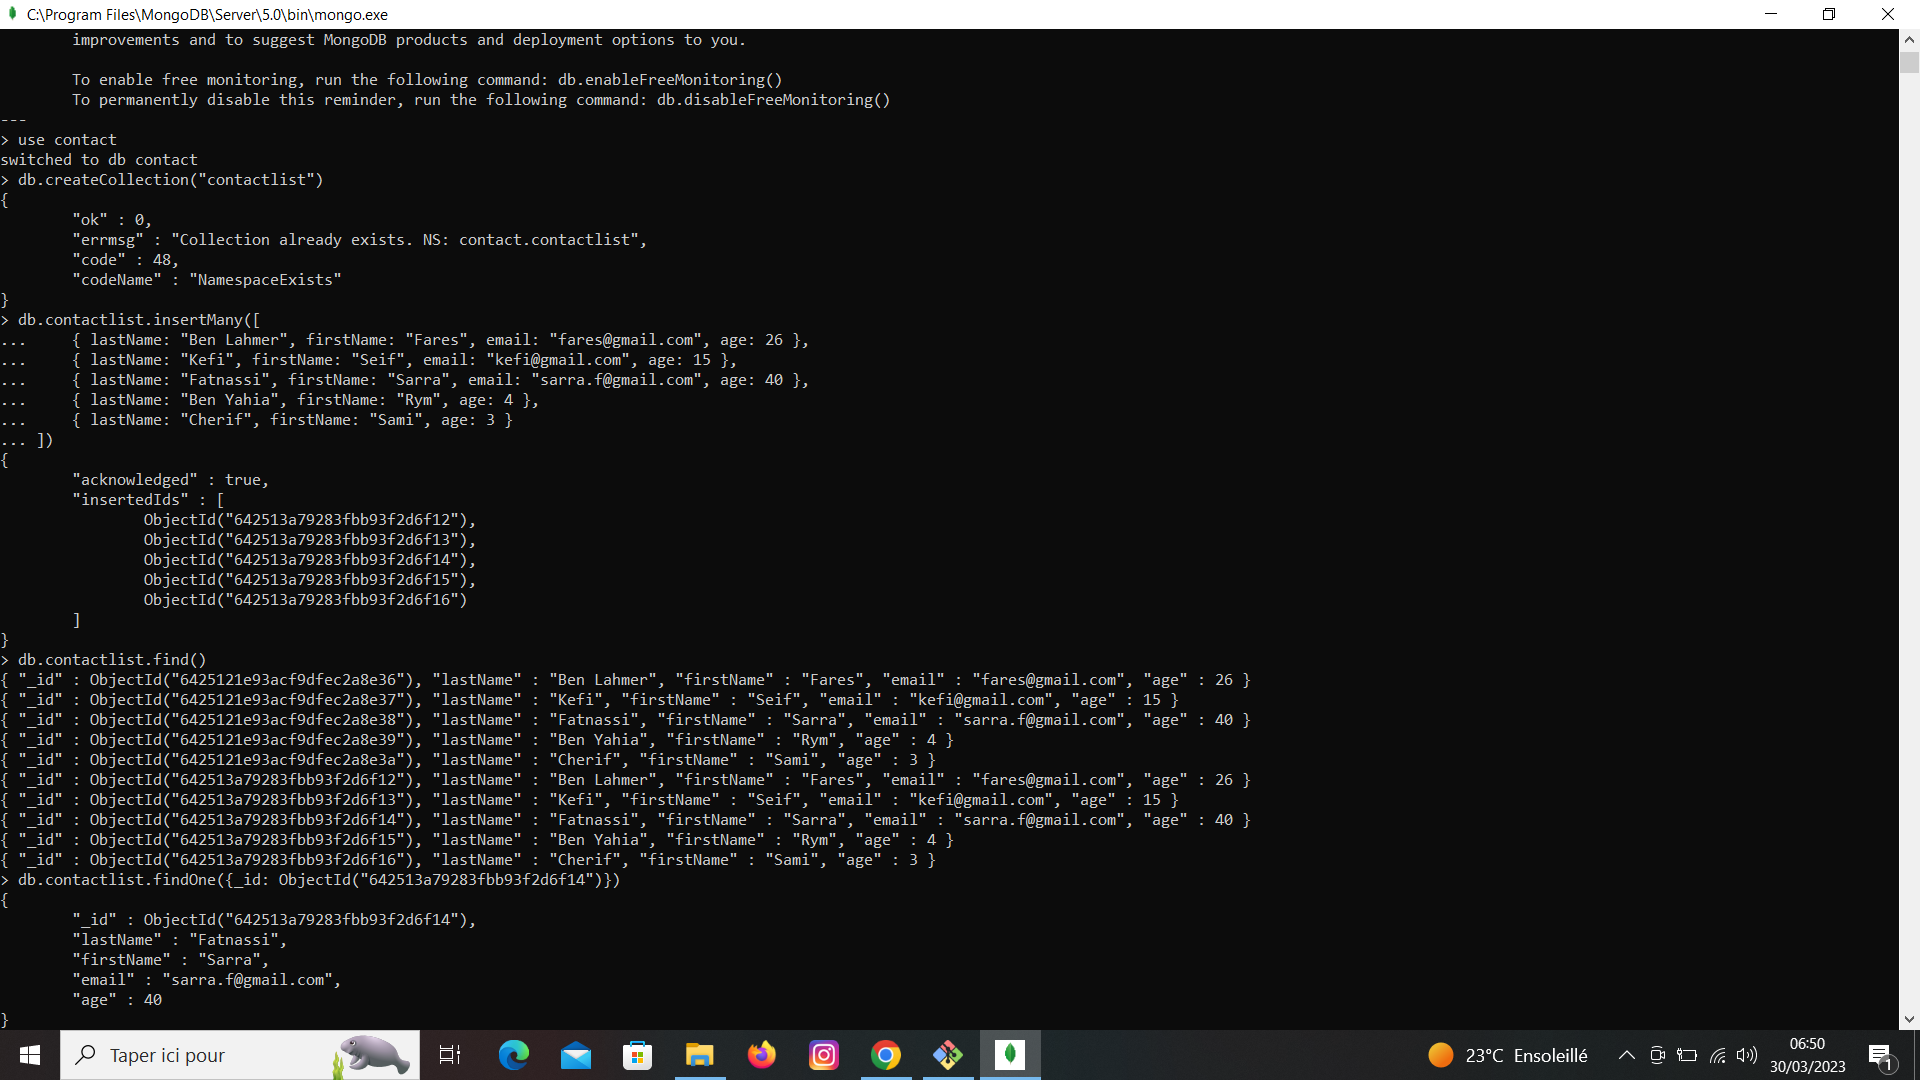 C:\Program Files\MongoDB\Server\5.0\bin\mongo.exe
improvements and to suggest MongoDB products and deployment options to you.
To enable free monitoring, run the following command: db.enableFreeMonitoring()
To permanently disable this reminder, run the following command: db.disableFreeMonitoring()
---
> use contact
switched to db contact
> db.createCollection("contactlist")
{
"ok" : 0,
"errmsg" : "Collection already exists. NS: contact.contactlist",
"code" : 48,
"codeName" : "NamespaceExists"
}
> db.contactlist.insertMany([
... { lastName: "Ben Lahmer", firstName: "Fares", email: "fares@gmail.com", age: 26 },
... { lastName: "Kefi", firstName: "Seif", email: "kefi@gmail.com", age: 15 },
... { lastName: "Fatnassi", firstName: "Sarra", email: "sarra.f@gmail.com", age: 40 },
... { lastName: "Ben Yahia", firstName: "Rym", age: 4 },
... { lastName: "Cherif", firstName: "Sami", age: 3 }
... ])
{
"acknowledged" : true,
"insertedIds" : [
ObjectId("642513a79283fbb93f2d6f12"),
ObjectId("642513a79283fbb93f2d6f13"),
ObjectId("642513a79283fbb93f2d6f14"),
ObjectId("642513a79283fbb93f2d6f15"),
ObjectId("642513a79283fbb93f2d6f16")
]
}
> db.contactlist.find()
{ "_id" : ObjectId("6425121e93acf9dfec2a8e36"), "lastName" : "Ben Lahmer", "firstName" : "Fares", "email" : "fares@gmail.com", "age" : 26 }
{ "_id" : ObjectId("6425121e93acf9dfec2a8e37"), "lastName" : "Kefi", "firstName" : "Seif", "email" : "kefi@gmail.com", "age" : 15 }
{ "_id" : ObjectId("6425121e93acf9dfec2a8e38"), "lastName" : "Fatnassi", "firstName" : "Sarra", "email" : "sarra.f@gmail.com", "age" : 40 }
{ "_id" : ObjectId("6425121e93acf9dfec2a8e39"), "lastName" : "Ben Yahia", "firstName" : "Rym", "age" : 4 }
{ "_id" : ObjectId("6425121e93acf9dfec2a8e3a"), "lastName" : "Cherif", "firstName" : "Sami", "age" : 3 }
{ "_id" : ObjectId("642513a79283fbb93f2d6f12"), "lastName" : "Ben Lahmer", "firstName" : "Fares", "email" : "fares@gmail.com", "age" : 26 }
{ "_id" : ObjectId("642513a79283fbb93f2d6f13"), "lastName" : "Kefi", "firstName" : "Seif", "email" : "kefi@gmail.com", "age" : 15 }
{ "_id" : ObjectId("642513a79283fbb93f2d6f14"), "lastName" : "Fatnassi", "firstName" : "Sarra", "email" : "sarra.f@gmail.com", "age" : 40 }
{ "_id" : ObjectId("642513a79283fbb93f2d6f15"), "lastName" : "Ben Yahia", "firstName" : "Rym", "age" : 4 }
{ "_id" : ObjectId("642513a79283fbb93f2d6f16"), "lastName" : "Cherif", "firstName" : "Sami", "age" : 3 }
> db.contactlist.findOne({_id: ObjectId("642513a79283fbb93f2d6f14")})
{
"_id" : ObjectId("642513a79283fbb93f2d6f14"),
"lastName" : "Fatnassi",
"firstName" : "Sarra",
"email" : "sarra.f@gmail.com",
"age" : 40
}
Taper ici pour
23°C Ensoleillé
06:50
30/03/2023
1